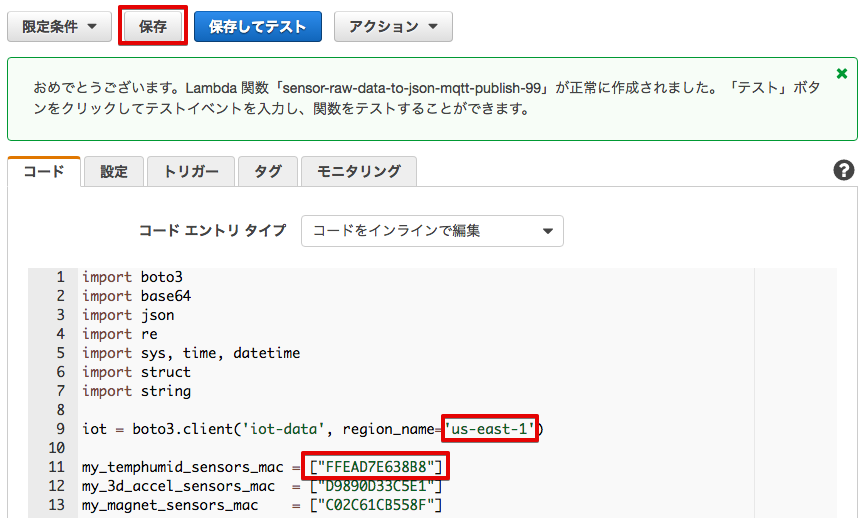 限定条件 保存 保存してテスト アクション
おめでとうございます。Lambda 関数「sensor-raw-data-to-json-mqtt-publish-99」が正常に作成されました。「テスト」ボタ
ンをクリックしてテストイベントを入力し、関数をテストすることができます。
コード 設定 トリガー タグ モニタリング
コード エントリ タイプ コードをインラインで編集
1 import boto3
2 import base64
3 import json
4 import re
5 import sys, time, datetime
6 import struct
7 import string
8
9 iot = boto3.client('iot-data', region_name='us-east-1')
10
11 my_temphumid_sensors_mac = ["FFEAD7E638B8"]
12 my_3d_accel_sensors_mac = ["D9890D33C5E1"]
13 my_magnet_sensors_mac = ["C02C61CB558F"]